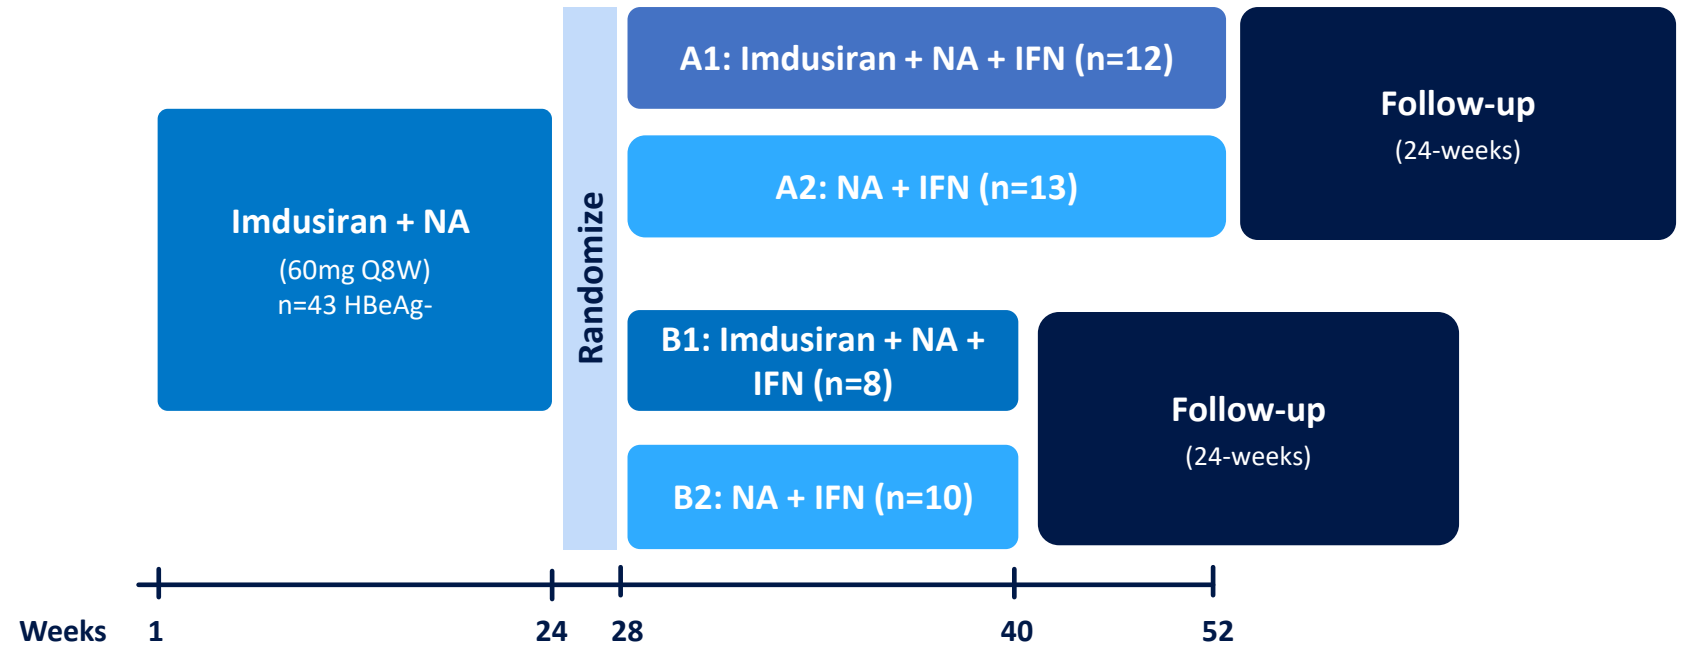 Imdusiran + NA
(60mg Q8W)
n=43 HBeAg-
Randomize
A1: Imdusiran + NA + IFN (n=12)
A2: NA + IFN (n=13)
Follow-up
(24-weeks)
B1: Imdusiran + NA +
IFN (n=8)
B2: NA + IFN (n=10)
Follow-up
(24-weeks)
Weeks 1 24 28 40 52